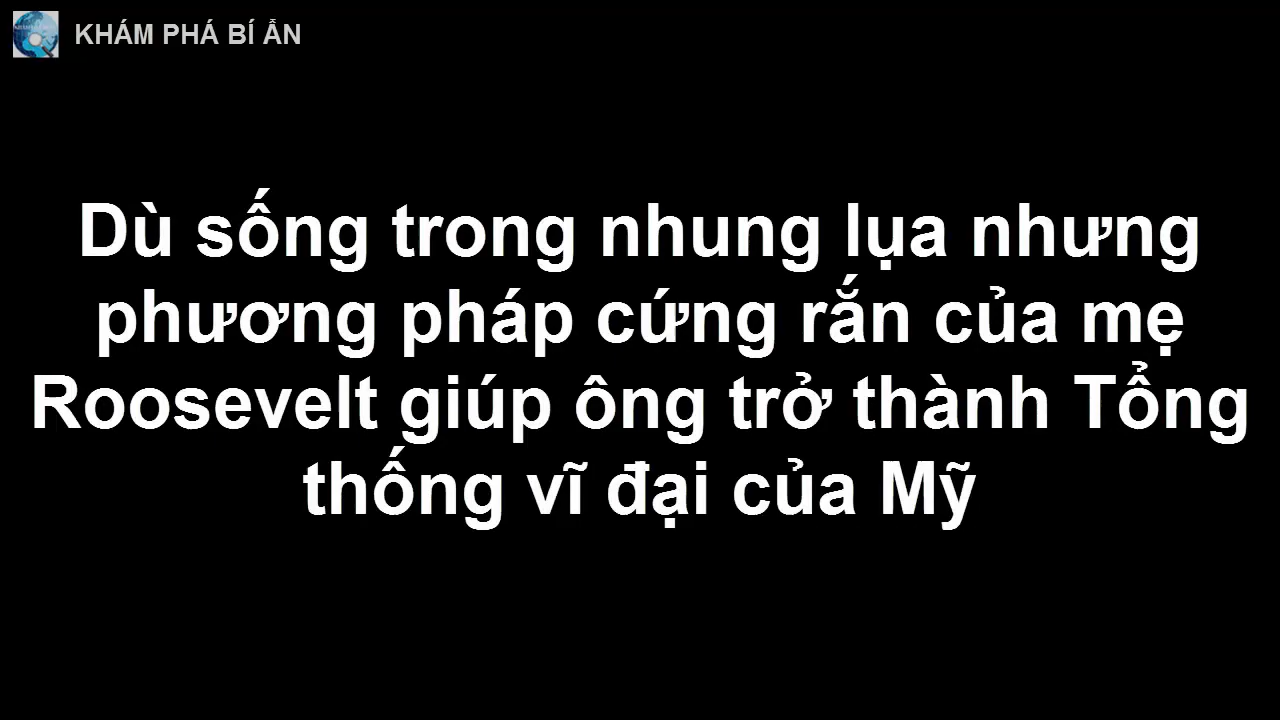 KHÁM PHÁ BÍ ẨN
Dù sống trong nhung lụa nhưng
phương pháp cứng rắn của mẹ
Roosevelt giúp ông trở thành Tổng
thống vĩ đại của Mỹ